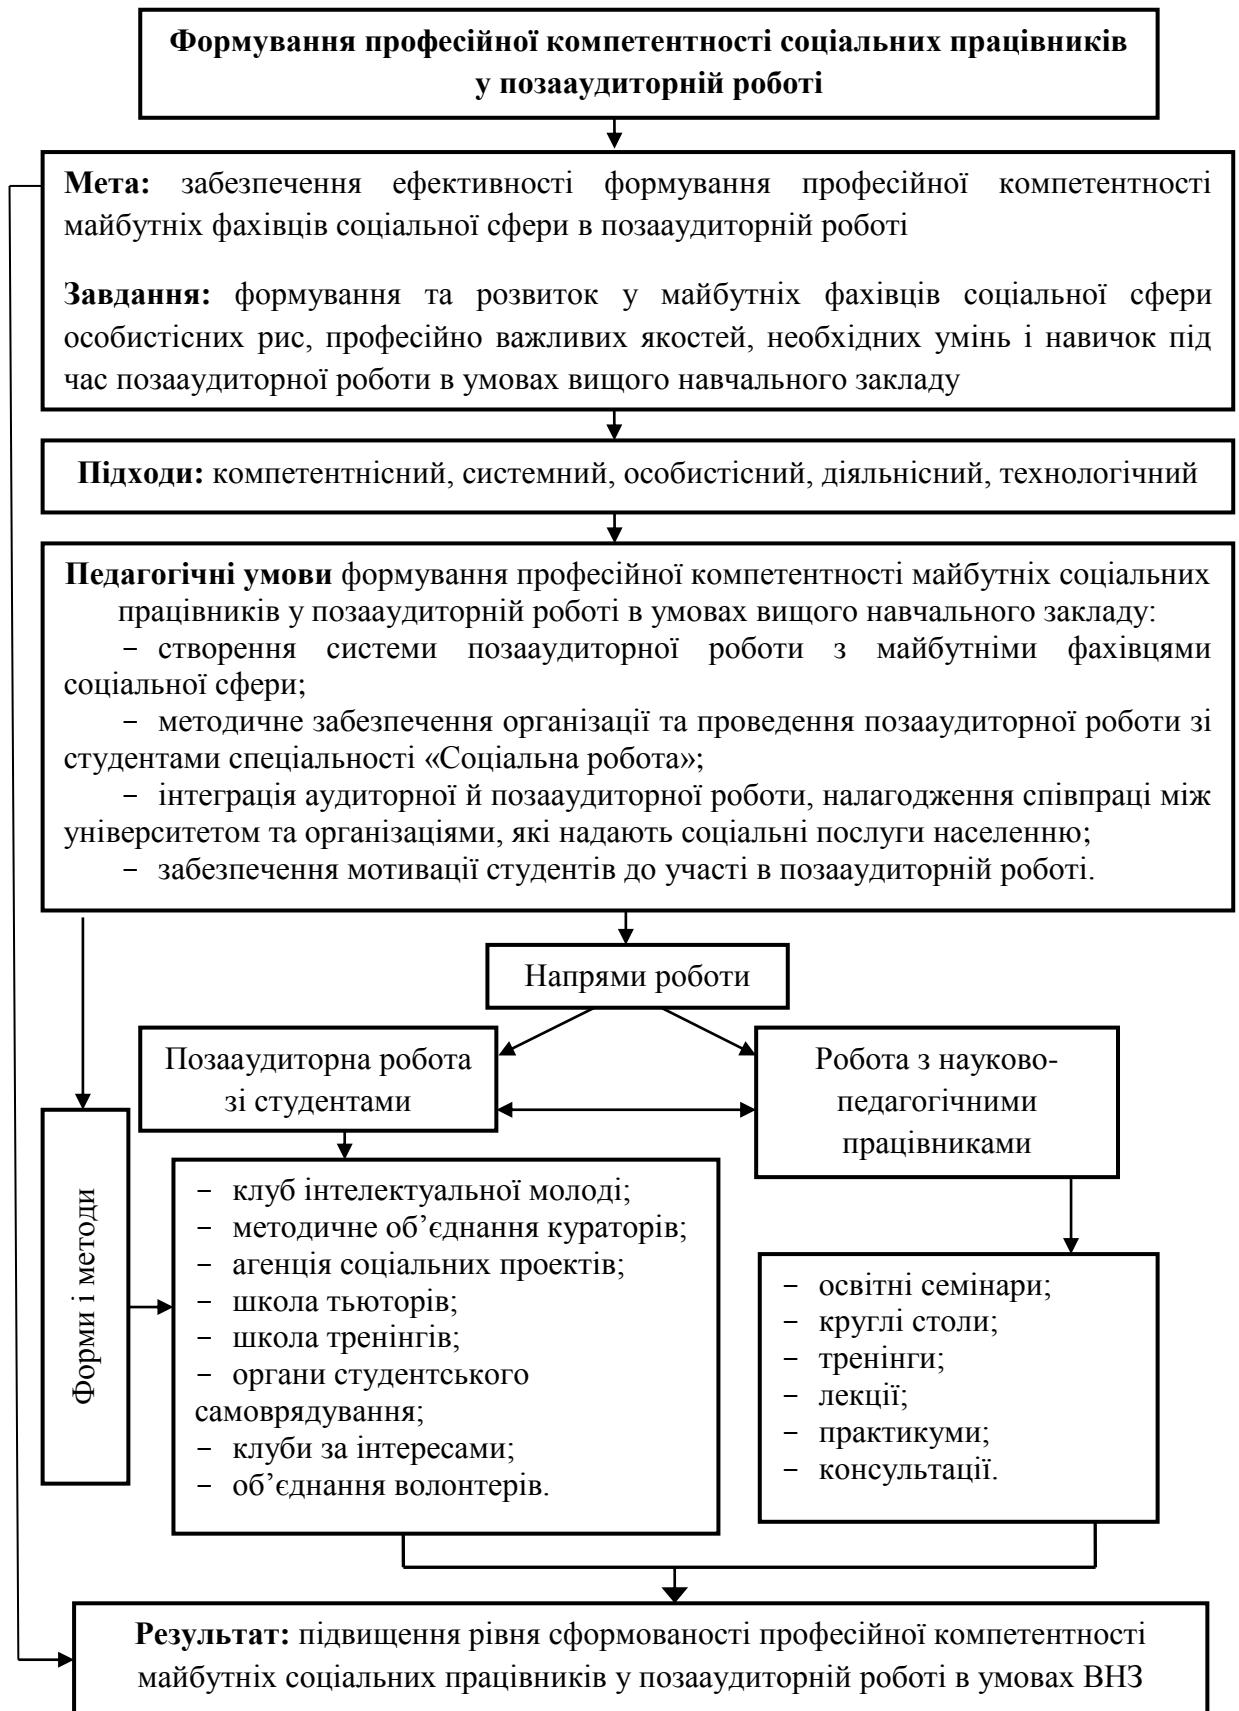 Формування професійної компетентності соціальних працівників
у позааудиторній роботі
Мета: забезпечення ефективності формування професійної компетентності
майбутніх фахівців соціальної сфери в позааудиторній роботі
Завдання: формування та розвиток у майбутніх фахівців соціальної сфери
особистісних рис, професійно важливих якостей, необхідних умінь і навичок під
час позааудиторної роботи в умовах вищого навчального закладу
Підходи: компетентнісний, системний, особистісний, діяльнісний, технологічний
Педагогічні умови формування професійної компетентності майбутніх соціальних
працівників у позааудиторній роботі в умовах вищого навчального закладу:
− створення системи позааудиторної роботи з майбутніми фахівцями
соціальної сфери;
− методичне забезпечення організації та проведення позааудиторної роботи зі
студентами спеціальності «Соціальна робота»;
− інтеграція аудиторної й позааудиторної роботи, налагодження співпраці між
університетом та організаціями, які надають соціальні послуги населенню;
− забезпечення мотивації студентів до участі в позааудиторній роботі.
Напрями роботи
Позааудиторна робота
зі студентами
Робота з науково-
педагогічними
працівниками
Форми і методи
− клуб інтелектуальної молоді;
− методичне об’єднання кураторів;
− агенція соціальних проектів;
− школа тьюторів;
− школа тренінгів;
− органи студентського
самоврядування;
− клуби за інтересами;
− об’єднання волонтерів.
− освітні семінари;
− круглі столи;
− тренінги;
− лекції;
− практикуми;
− консультації.
Результат: підвищення рівня сформованості професійної компетентності
майбутніх соціальних працівників у позааудиторній роботі в умовах ВНЗ